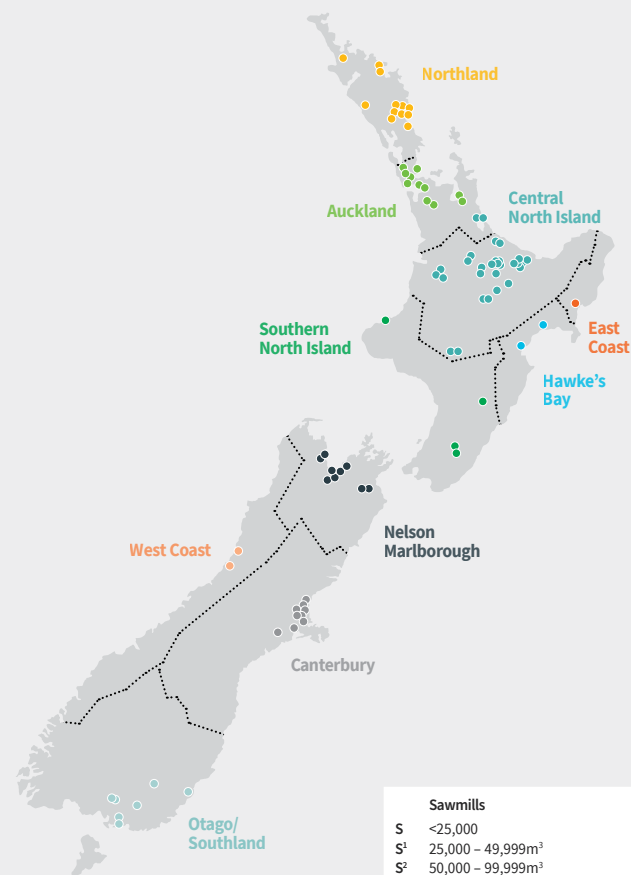 Northland
Auckland
Central
North Island
Southern
North Island
East
Coast
Hawke’s
Bay
Nelson
Marlborough
West Coast
Canterbury
Otago/
Southland
Sawmills
S <25,000
S¹ 25,000 – 49,999m³
S² 50,000 – 99,999m³